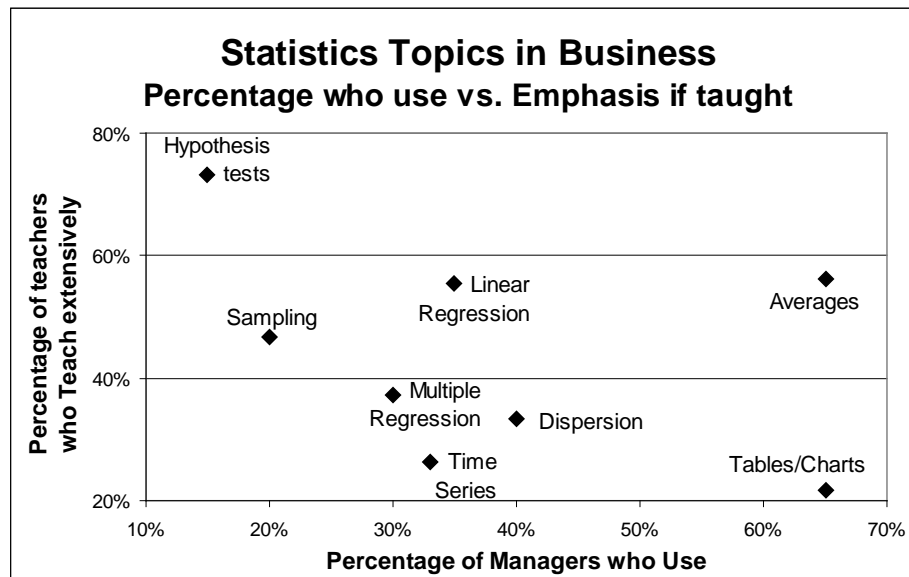 Statistics Topics in Business
Percentage who use vs. Emphasis if taught
Percentage of teachers
who Teach extensively
80%
60%
40%
20%
Hypothesis
tests
Linear
Regression
Averages
Sampling
Multiple
Regression
Dispersion
Time
Series
Tables/Charts
10%
20%
30%
40%
50%
60%
70%
Percentage of Managers who Use